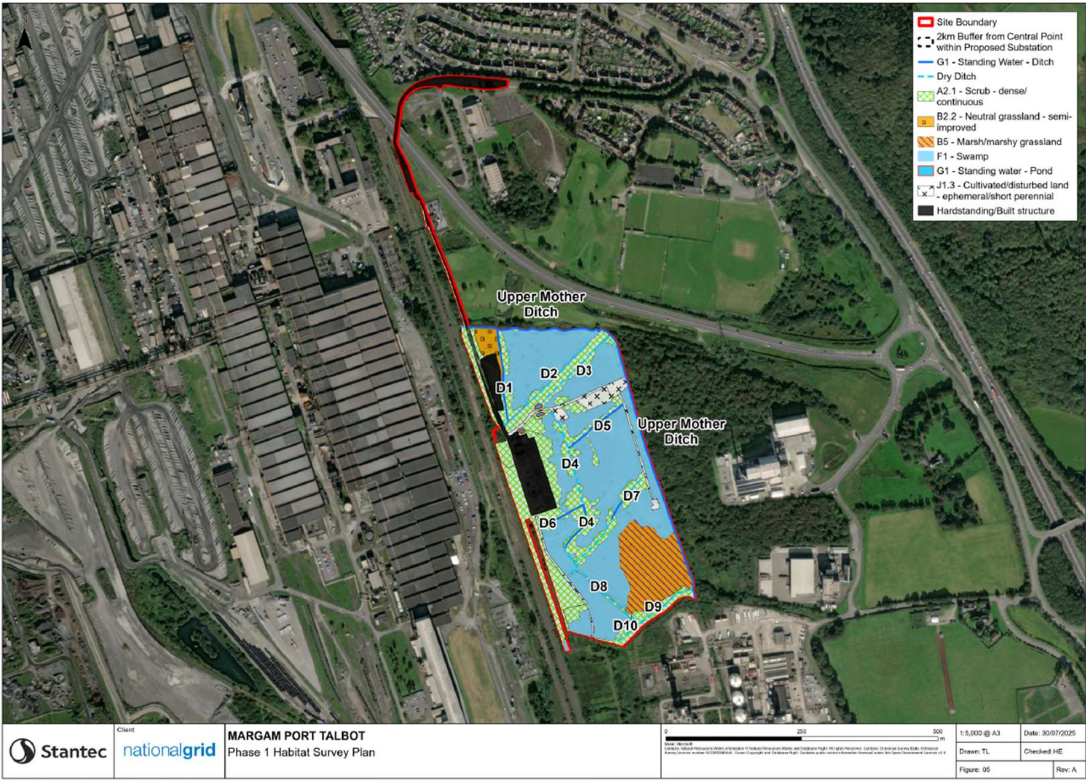 Site Boundary
2km Buffer from Central Point
within Proposed Substation
G1 - Standing Water - Ditch
Dry Ditch
A2.1 - Scrub - dense/
continuous
B2.2 - Neutral grassland - semi-
improved
B5 - Marsh/marshy grassland
F1 - Swamp
G1 - Standing water - Pond
J1.3 - Cultivated/disturbed land
- ephemeral/short perennial
Hardstanding/Built structure
Upper Mother
Ditch
D1
D2
D3
Upper Mother
Ditch
D5
D4
D7
D6
D4
D8
D9
D10
Stantec
Client
nationalgrid
MARGAM PORT TALBOT
Phase 1 Habitat Survey Plan
0 250 500
m
1:5,000 @ A3
Date: 30/07/2025
Drawn: TL
Checked: HE
Figure: 05
Rev: A